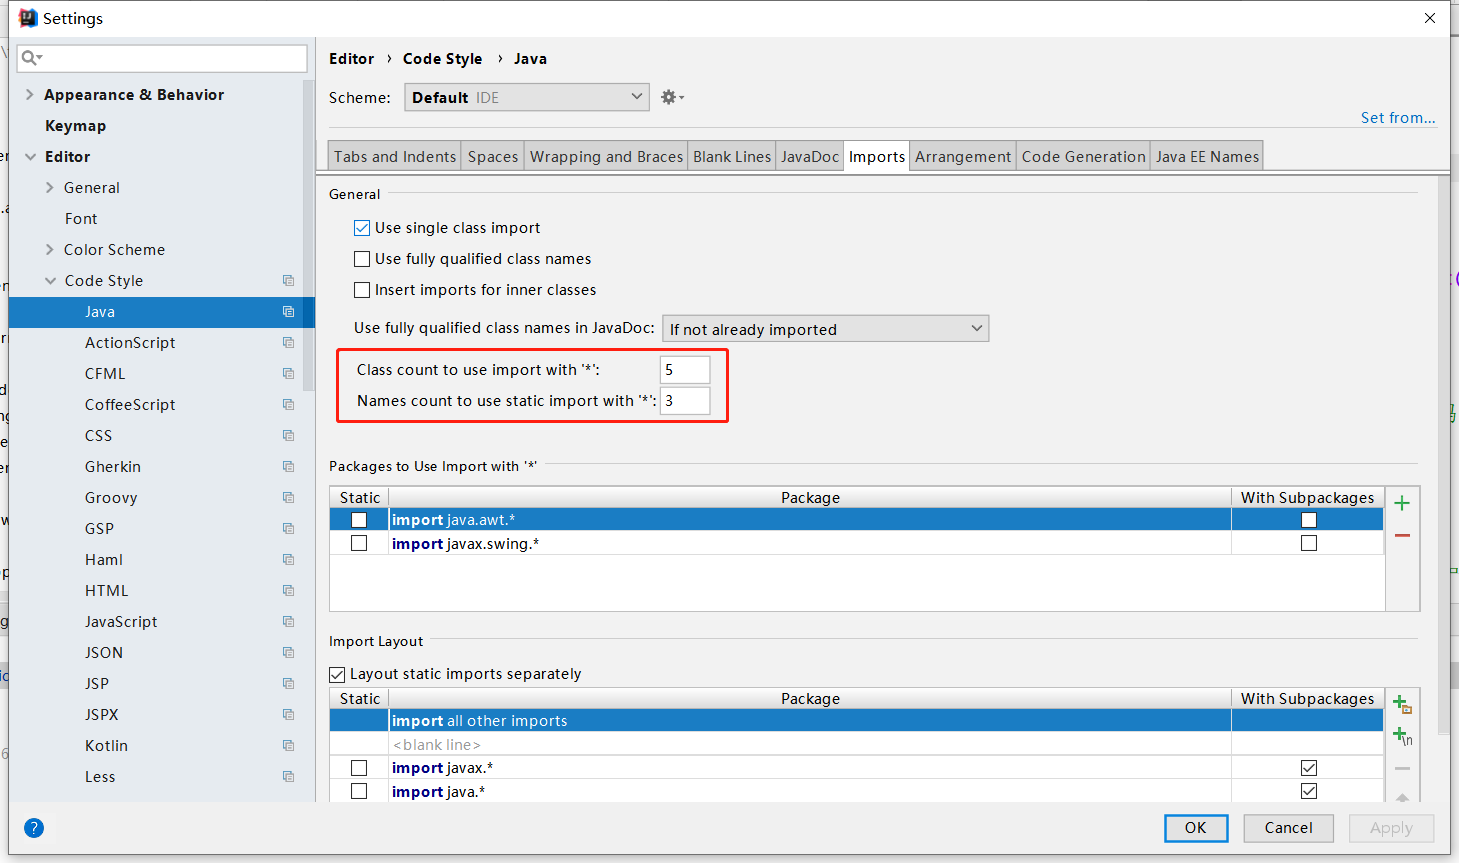 Settings
Appearance & Behavior
Keymap
Editor
General
Font
Color Scheme
Code Style
Java
ActionScript
CFML
CoffeeScript
CSS
Gherkin
Groovy
GSP
Haml
HTML
JavaScript
JSON
JSP
JSPX
Kotlin
Less
Editor › Code Style › Java
Scheme: Default IDE
Set from...
Tabs and Indents Spaces Wrapping and Braces Blank Lines JavaDoc Imports Arrangement Code Generation Java EE Names
General
Use single class import
Use fully qualified class names
Insert imports for inner classes
Use fully qualified class names in JavaDoc: If not already imported
Class count to use import with '*': 5
Names count to use static import with '*': 3
Packages to Use Import with '*'
Static Package With Subpackages
import java.awt.*
import javax.swing.*
Import Layout
Layout static imports separately
Static Package With Subpackages
import all other imports
<blank line>
import javax.*
import java.*
\n
? OK Cancel Apply